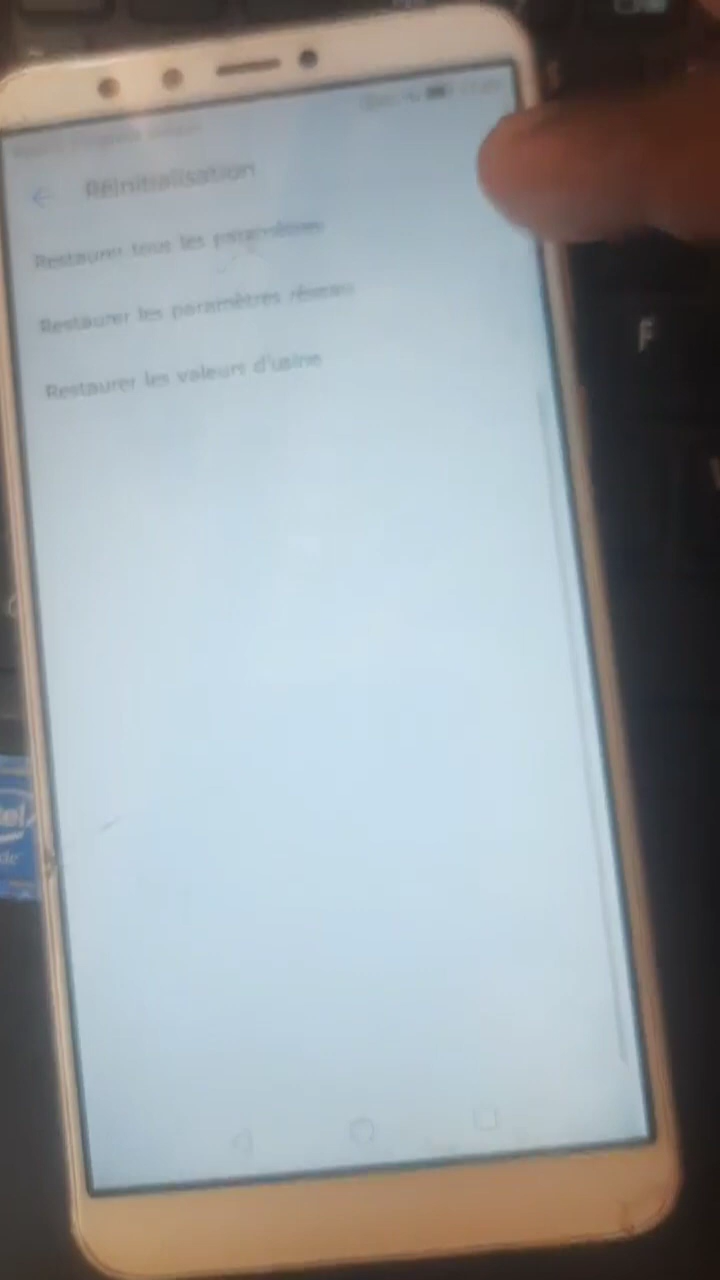 Réinitialisation
Restaurer tous les paramètres
Restaurer les paramètres réseau
Restaurer les valeurs d'usine
F